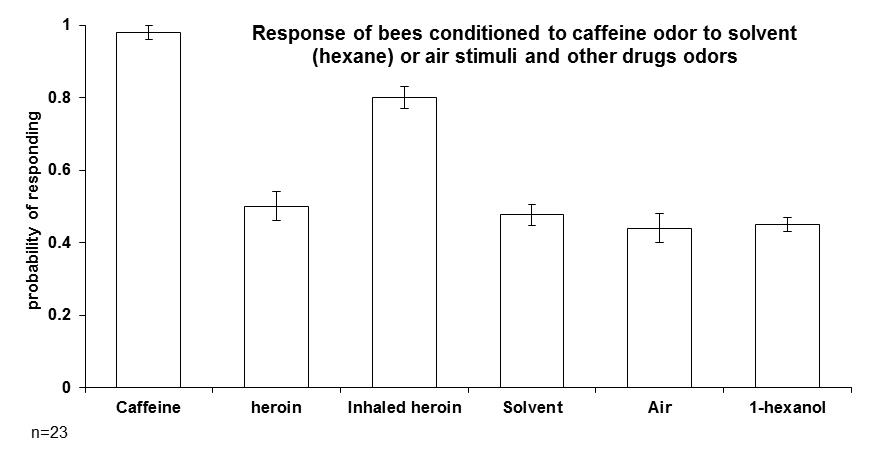 Response of bees conditioned to caffeine odor to solvent
(hexane) or air stimuli and other drugs odors
probability of responding
1
0.8
0.6
0.4
0.2
0
Caffeine
heroin
Inhaled heroin
Solvent
Air
1-hexanol
n=23